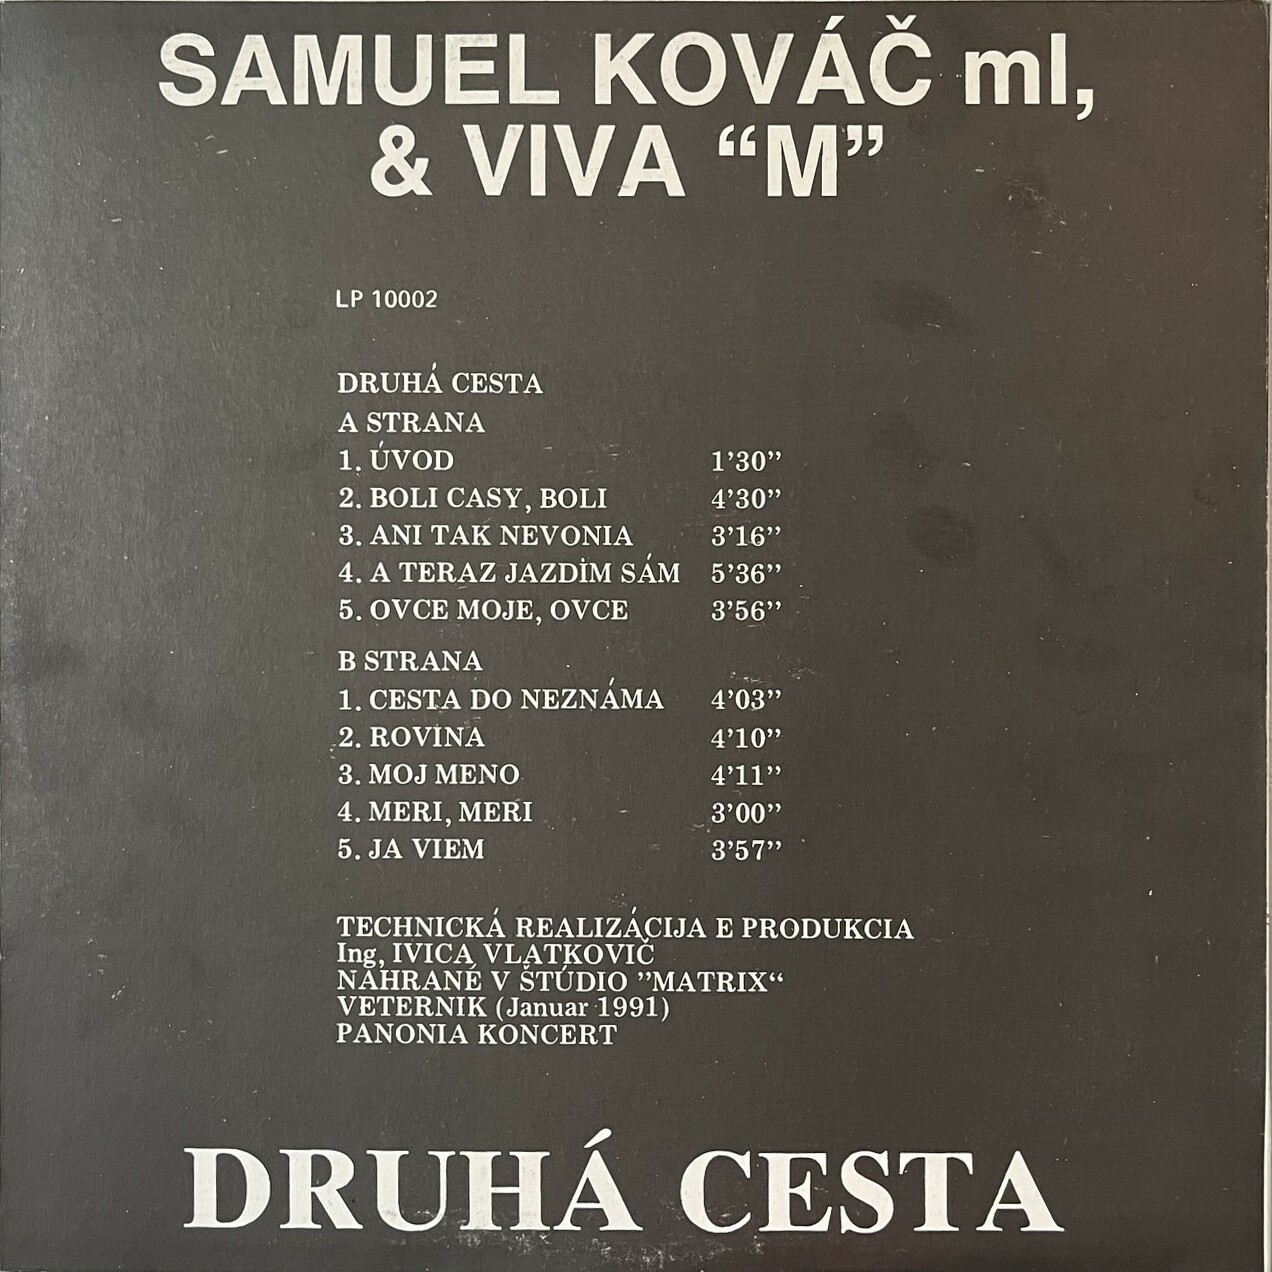 SAMUEL KOVÁČ ml,
& VIVA “M”
LP 10002
DRUHÁ CESTA
A STRANA
1. ÚVOD 1’30”
2. BOLI CASY, BOLI 4’30”
3. ANI TAK NEVONIA 3’16”
4. A TERAZ JAZDİM SÁM 5’36”
5. OVCE MOJE, OVCE 3’56”
B STRANA
1. CESTA DO NEZNÁMA 4’03”
2. ROVINA 4’10”
3. MOJ MENO 4’11”
4. MERI, MERI 3’00”
5. JA VIEM 3’57”
TECHNICKÁ REALIZÁCIJA E PRODUKCIA
Ing, IVICA VLATKOVIČ
NAHRANÉ V ŠTÚDIO ”MATRIX“
VETERNIK (Januar 1991)
PANONIA KONCERT
DRUHÁ CESTA